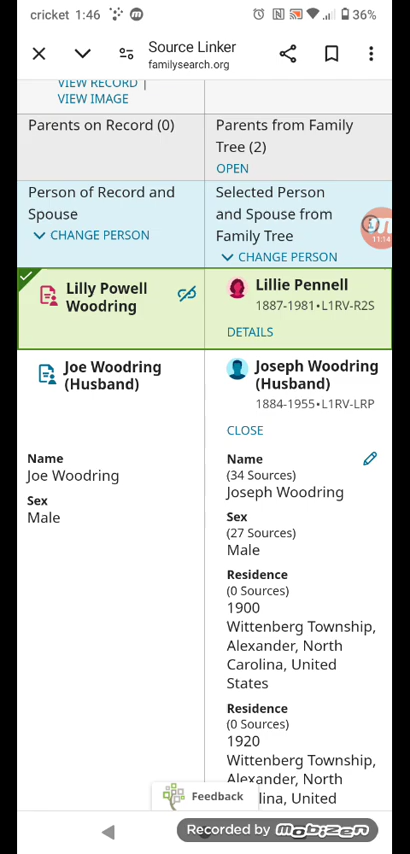 cricket 1:46
36%
Source Linker
familysearch.org
VIEW RECORD |
VIEW IMAGE
Parents on Record (0)
Parents from Family
Tree (2)
OPEN
Person of Record and
Spouse
CHANGE PERSON
Selected Person
and Spouse from
Family Tree
CHANGE PERSON
11:14
Lilly Powell
Woodring
Lillie Pennell
1887-1981•L1RV-R2S
DETAILS
Joe Woodring
(Husband)
Joseph Woodring
(Husband)
1884-1955•L1RV-LRP
CLOSE
Name
Joe Woodring
Sex
Male
Name
(34 Sources)
Joseph Woodring
Sex
(27 Sources)
Male
Residence
(0 Sources)
1900
Wittenberg Township,
Alexander, North
Carolina, United
States
Residence
(0 Sources)
1920
Wittenberg Township,
Alexander, North
lina, United
Feedback
Recorded by mobizen